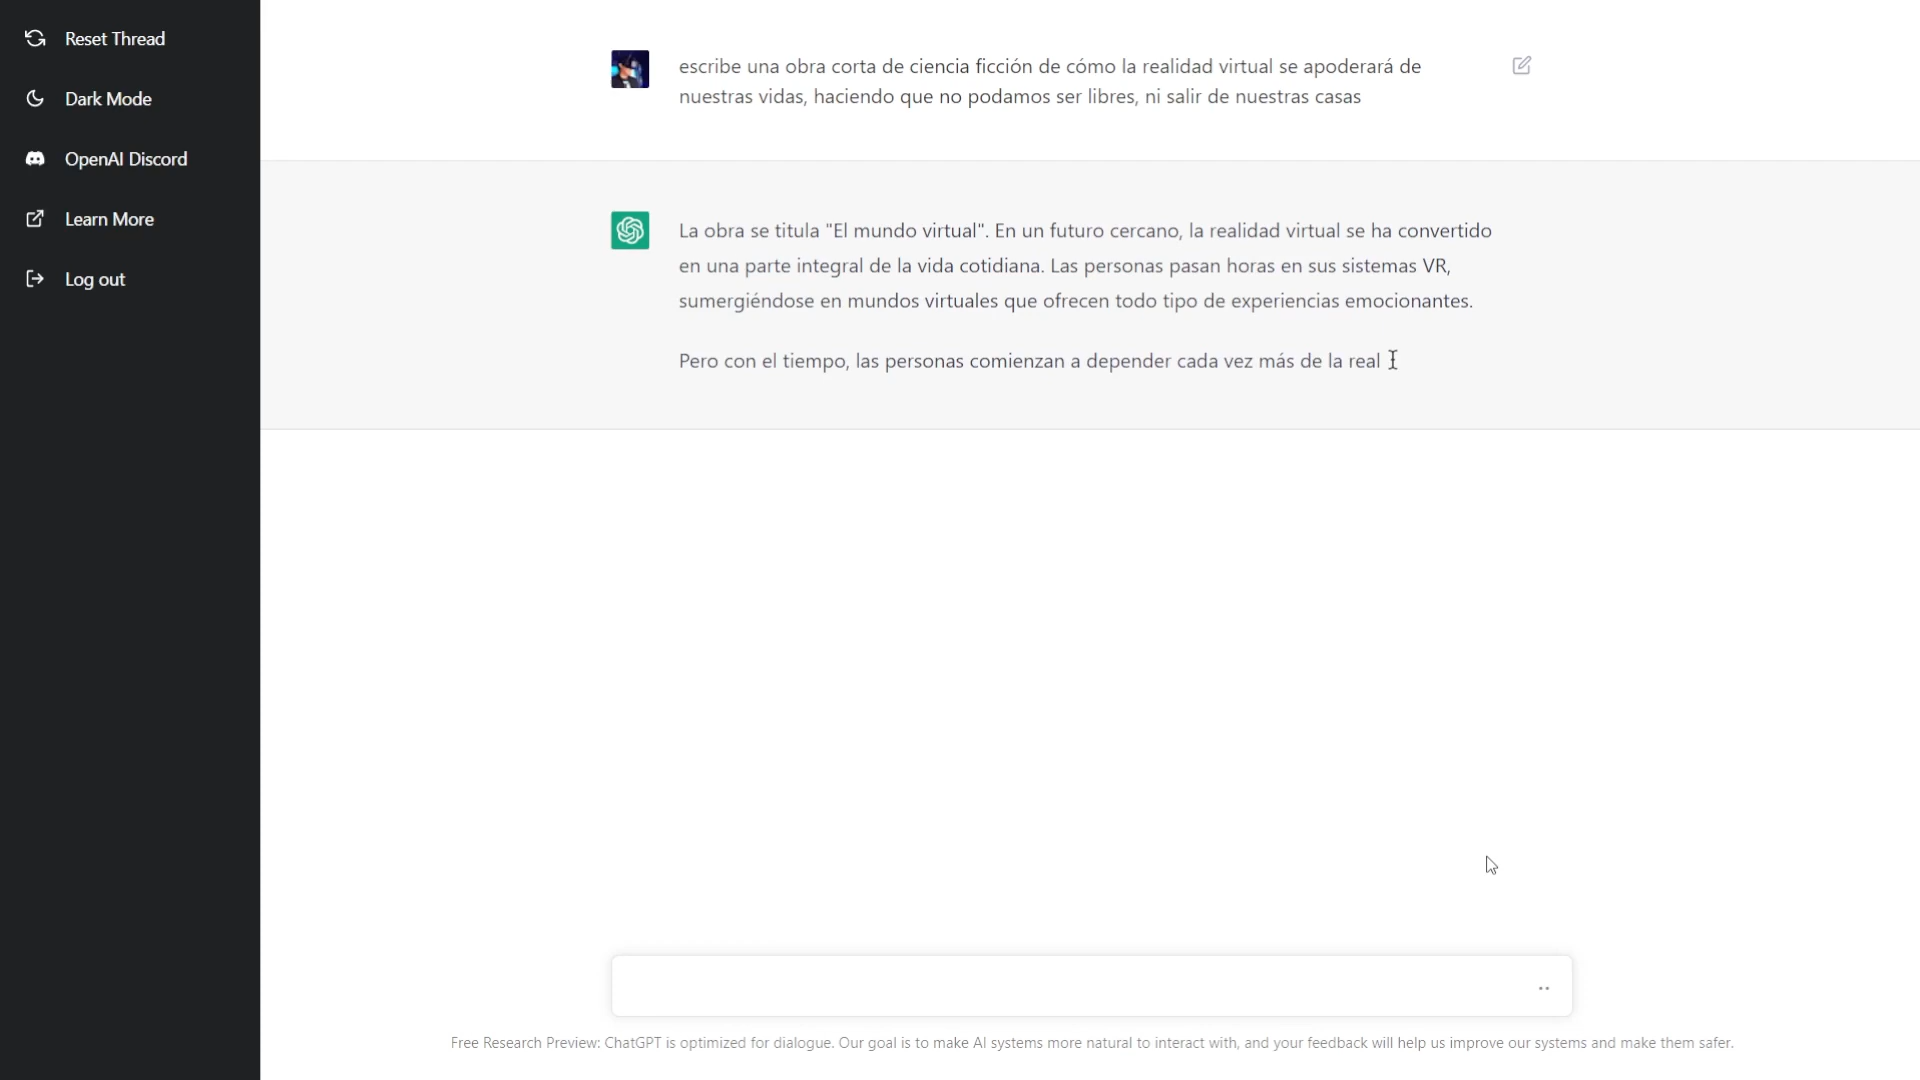 Reset Thread
Dark Mode
OpenAI Discord
Learn More
Log out
escribe una obra corta de ciencia ficción de cómo la realidad virtual se apoderará de
nuestras vidas, haciendo que no podamos ser libres, ni salir de nuestras casas
La obra se titula "El mundo virtual". En un futuro cercano, la realidad virtual se ha convertido
en una parte integral de la vida cotidiana. Las personas pasan horas en sus sistemas VR,
sumergiéndose en mundos virtuales que ofrecen todo tipo de experiencias emocionantes.
Pero con el tiempo, las personas comienzan a depender cada vez más de la real
Free Research Preview: ChatGPT is optimized for dialogue. Our goal is to make AI systems more natural to interact with, and your feedback will help us improve our systems and make them safer.